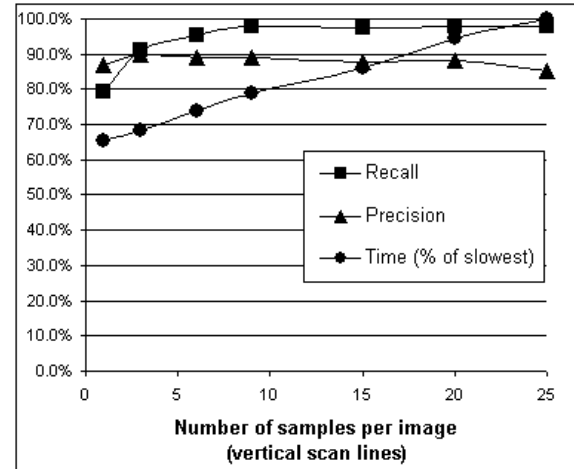 100.0%
90.0%
80.0%
70.0%
60.0%
50.0%
40.0%
30.0%
20.0%
10.0%
0.0%
Recall
Precision
Time (% of slowest)
0 5 10 15 20 25
Number of samples per image
(vertical scan lines)